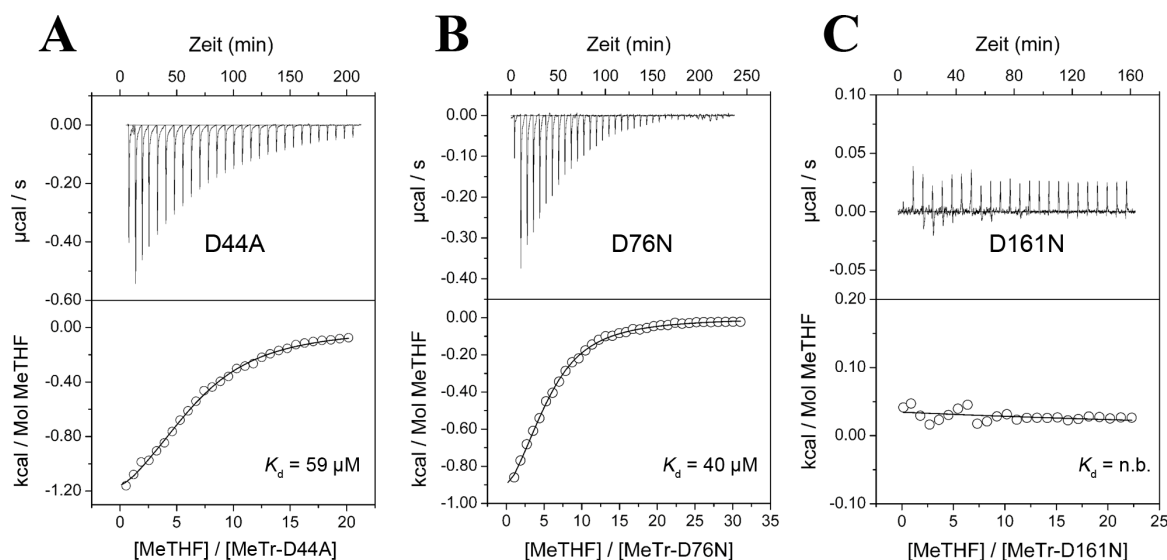 A
Zeit (min)
0 50 100 150 200
0.00
-0.20
-0.40
-0.60
µcal / s
D44A
0.00
-0.40
-0.80
-1.20
kcal / Mol MeTHF
Kd = 59 µM
0 5 10 15 20
[MeTHF] / [MeTr-D44A]
B
Zeit (min)
0 50 100 150 200 250
0.00
-0.10
-0.20
-0.30
-0.40
µcal / s
D76N
0.00
-0.20
-0.40
-0.60
-0.80
-1.00
kcal / Mol MeTHF
Kd = 40 µM
0 5 10 15 20 25 30 35
[MeTHF] / [MeTr-D76N]
C
Zeit (min)
0 40 80 120 160
0.10
0.05
0.00
-0.05
µcal / s
D161N
0.20
0.10
0.00
-0.10
kcal / Mol MeTHF
Kd = n.b.
0 5 10 15 20 25
[MeTHF] / [MeTr-D161N]